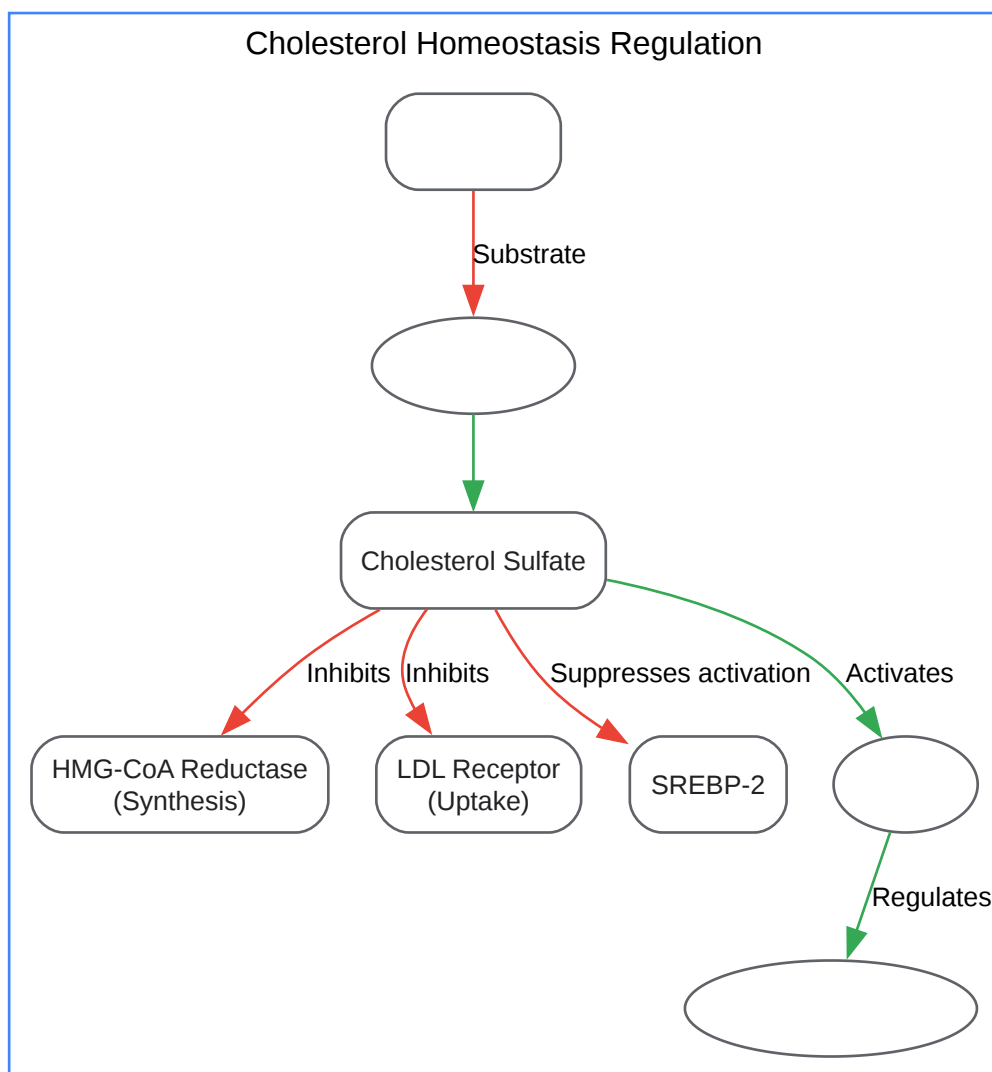 Cholesterol Homeostasis Regulation
Substrate
Cholesterol Sulfate
Inhibits
Inhibits
Suppresses activation
Activates
HMG-CoA Reductase
(Synthesis)
LDL Receptor
(Uptake)
SREBP-2
Regulates